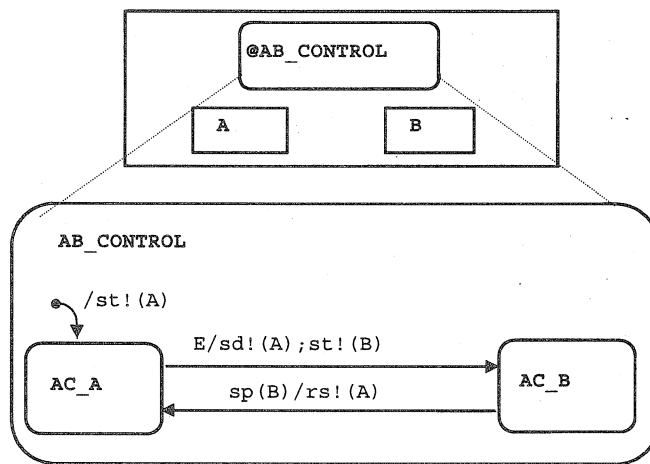 @AB_CONTROL
A
B
AB_CONTROL
/st!(A)
E/sd!(A);st!(B)
AC_A
AC_B
sp(B)/rs!(A)